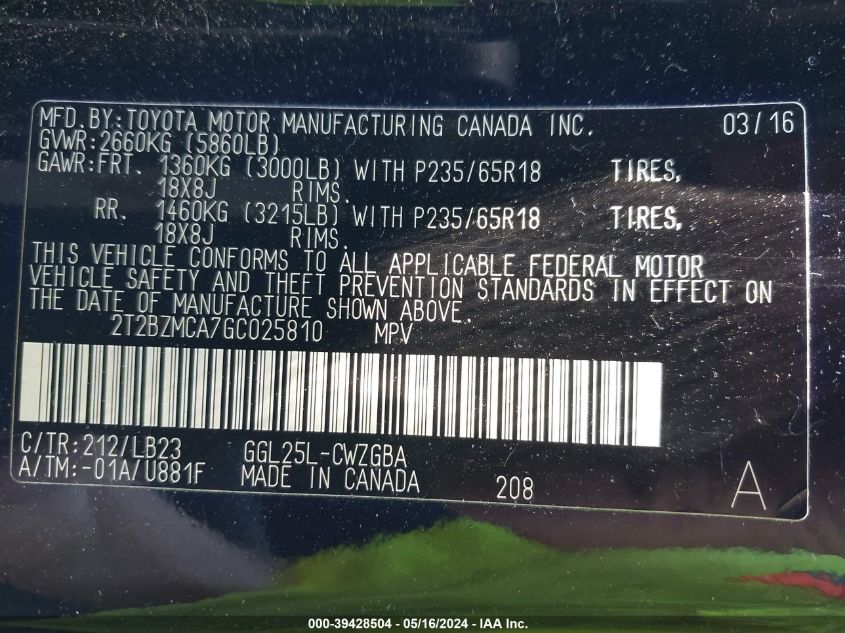 MFD.BY:TOYOTA MOTOR MANUFACTURING CANADA INC. 03/16
GVWR:2660KG (5860LB)
GAWR:FRT. 1360KG (3000LB) WITH P235/65R18 TIRES,
18X8J RIMS.
RR. 1460KG (3215LB) WITH P235/65R18 TIRES,
18X8J RIMS.
THIS VEHICLE CONFORMS TO ALL APPLICABLE FEDERAL MOTOR
VEHICLE SAFETY AND THEFT PREVENTION STANDARDS IN EFFECT ON
THE DATE OF MANUFACTURE SHOWN ABOVE.
2T2BZMCA7GC025810 MPV
C/TR:212/LB23 GGL25L-CWZGBA
A/TM:-01A/U881F MADE IN CANADA 208 A
000-39428504 - 05/16/2024 - IAA Inc.